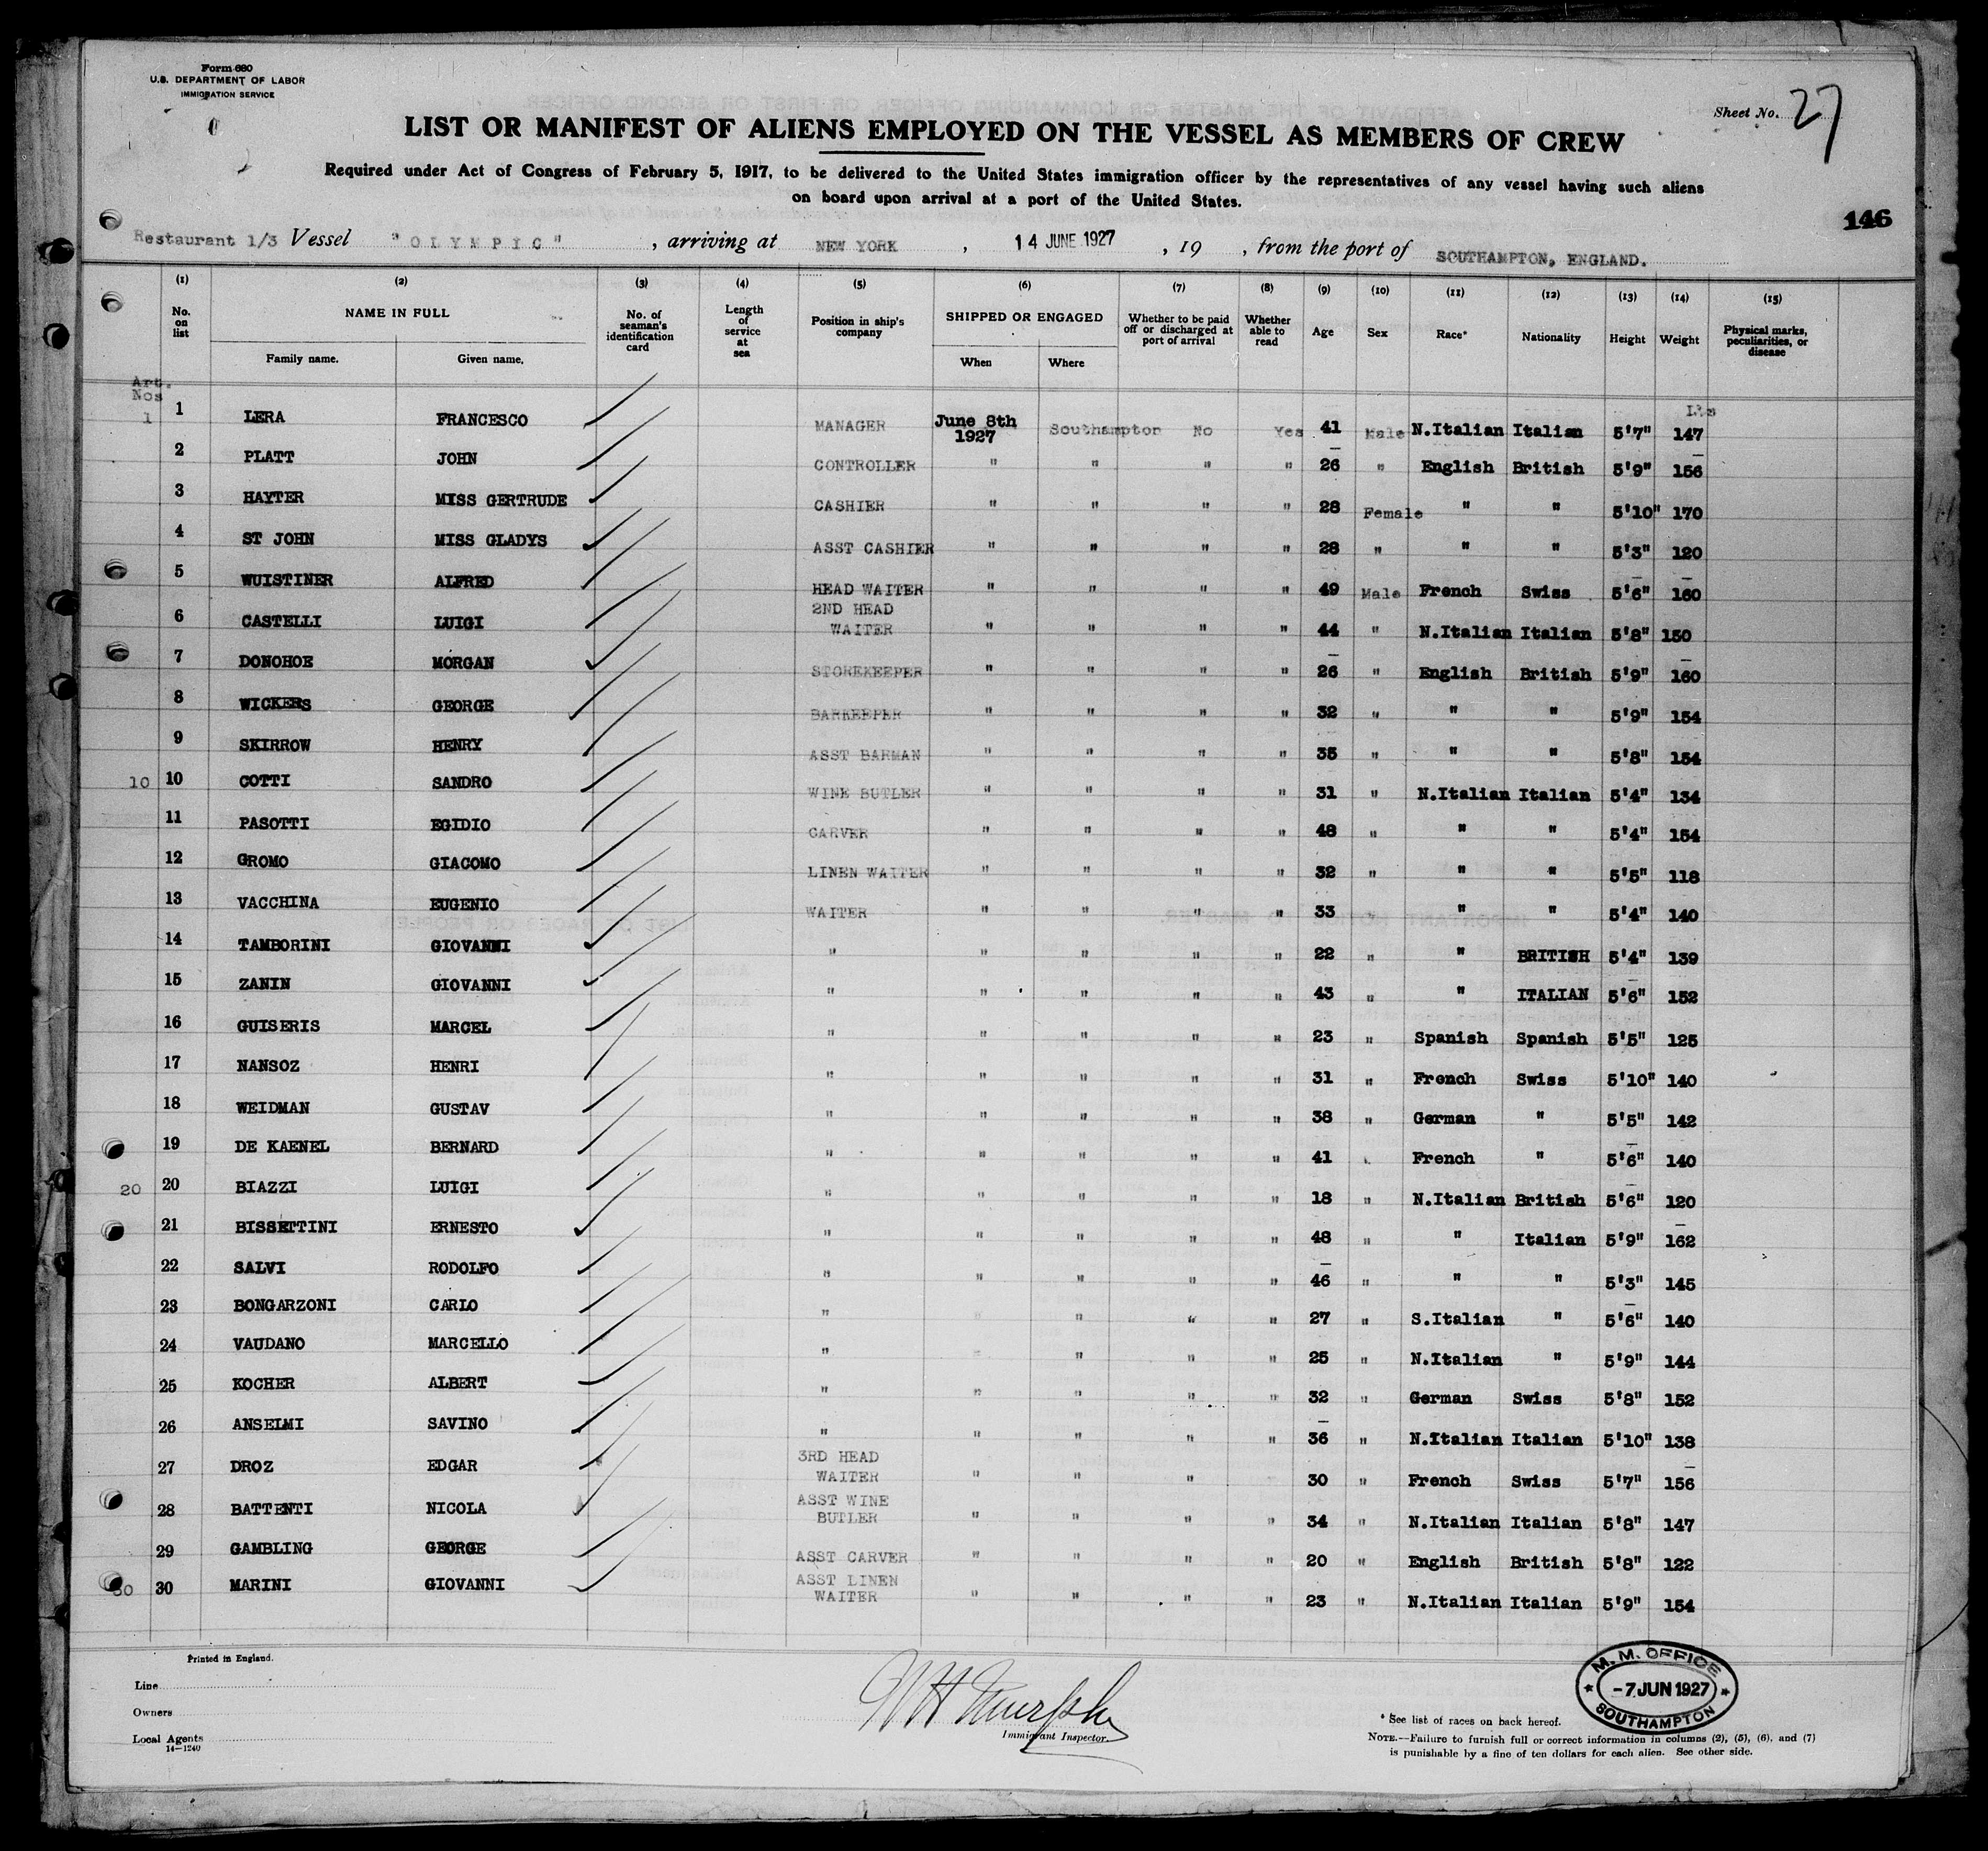 Form 680
U.S. DEPARTMENT OF LABOR
IMMIGRATION SERVICE
Sheet No. 27
LIST OR MANIFEST OF ALIENS EMPLOYED ON THE VESSEL AS MEMBERS OF CREW
Required under Act of Congress of February 5, 1917, to be delivered to the United States immigration officer by the representatives of any vessel having such aliens
on board upon arrival at a port of the United States.
146
Restaurant 1/3 Vessel "OLYMPIC", arriving at NEW YORK, 14 JUNE 1927, 19 , from the port of SOUTHAMPTON, ENGLAND.
(1) (2) (3) (4) (5) (6) (7) (8) (9) (10) (11) (12) (13) (14) (15)
No. on list NAME IN FULL Family name. Given name. No. of seaman's identification card Length of service at sea Position in ship's company SHIPPED OR ENGAGED When Where Whether to be paid off or discharged at port of arrival Whether able to read Age Sex Race* Nationality Height Weight Physical marks, peculiarities, or disease
Art. Nos
Lbs
1 1 LERA FRANCESCO MANAGER June 8th 1927 Southampton No Yes 41 Male N.Italian Italian 5'7" 147
2 PLATT JOHN CONTROLLER " " " " 26 " English British 5'9" 156
3 HAYTER MISS GERTRUDE CASHIER " " " " 28 Female " " 5'10" 170
4 ST JOHN MISS GLADYS ASST CASHIER " " " " 28 " " " 5'3" 120
5 WUISTINER ALFRED HEAD WAITER " " " " 49 Male French Swiss 5'6" 160
6 CASTELLI LUIGI 2ND HEAD WAITER " " " " 44 " N.Italian Italian 5'8" 150
7 DONOHOE MORGAN STOREKEEPER " " " " 26 " English British 5'9" 160
8 WICKERS GEORGE BARKEEPER " " " " 32 " " " 5'9" 154
9 SKIRROW HENRY ASST BARMAN " " " " 35 " " " 5'8" 154
10 10 COTTI SANDRO WINE BUTLER " " " " 31 " N.Italian Italian 5'4" 134
11 PASOTTI EGIDIO CARVER " " " " 48 " " " 5'4" 154
12 GROMO GIACOMO LINEN WAITER " " " " 32 " " " 5'5" 118
13 VACCHINA EUGENIO WAITER " " " " 33 " " " 5'4" 140
14 TAMBORINI GIOVANNI " " " " " 22 " " BRITISH 5'4" 139
15 ZANIN GIOVANNI " " " " " 43 " " ITALIAN 5'6" 152
16 GUISERIS MARCEL " " " " " 23 " Spanish Spanish 5'5" 125
17 NANSOZ HENRI " " " " " 31 " French Swiss 5'10" 140
18 WEIDMAN GUSTAV " " " " " 38 " German " 5'5" 142
19 DE KAENEL BERNARD " " " " " 41 " French " 5'6" 140
20 20 BIAZZI LUIGI " " " " " 18 " N.Italian British 5'6" 120
21 BISSETTINI ERNESTO " " " " " 48 " " Italian 5'9" 162
22 SALVI RODOLFO " " " " " 46 " " " 5'3" 145
23 BONGARZONI CARLO " " " " " 27 " S.Italian " 5'6" 140
24 VAUDANO MARCELLO " " " " " 25 " N.Italian " 5'9" 144
25 KOCHER ALBERT " " " " " 32 " German Swiss 5'8" 152
26 ANSELMI SAVINO " " " " " 36 " N.Italian Italian 5'10" 138
27 DROZ EDGAR 3RD HEAD WAITER " " " 30 " French Swiss 5'7" 156
28 BATTENTI NICOLA ASST WINE BUTLER " " " " 34 " N.Italian Italian 5'8" 147
29 GAMBLING GEORGE ASST CARVER " " " " 20 " English British 5'8" 122
30 30 MARINI GIOVANNI ASST LINEN WAITER " " " " 23 " N.Italian Italian 5'9" 154
Printed in England.
Line
Owners
Local Agents
14-1240
Immigrant Inspector.
M. M. OFFICE
-7 JUN 1927
SOUTHAMPTON
* See list of races on back hereof.
NOTE.—Failure to furnish full or correct information in columns (2), (5), (6), and (7)
is punishable by a fine of ten dollars for each alien. See other side.